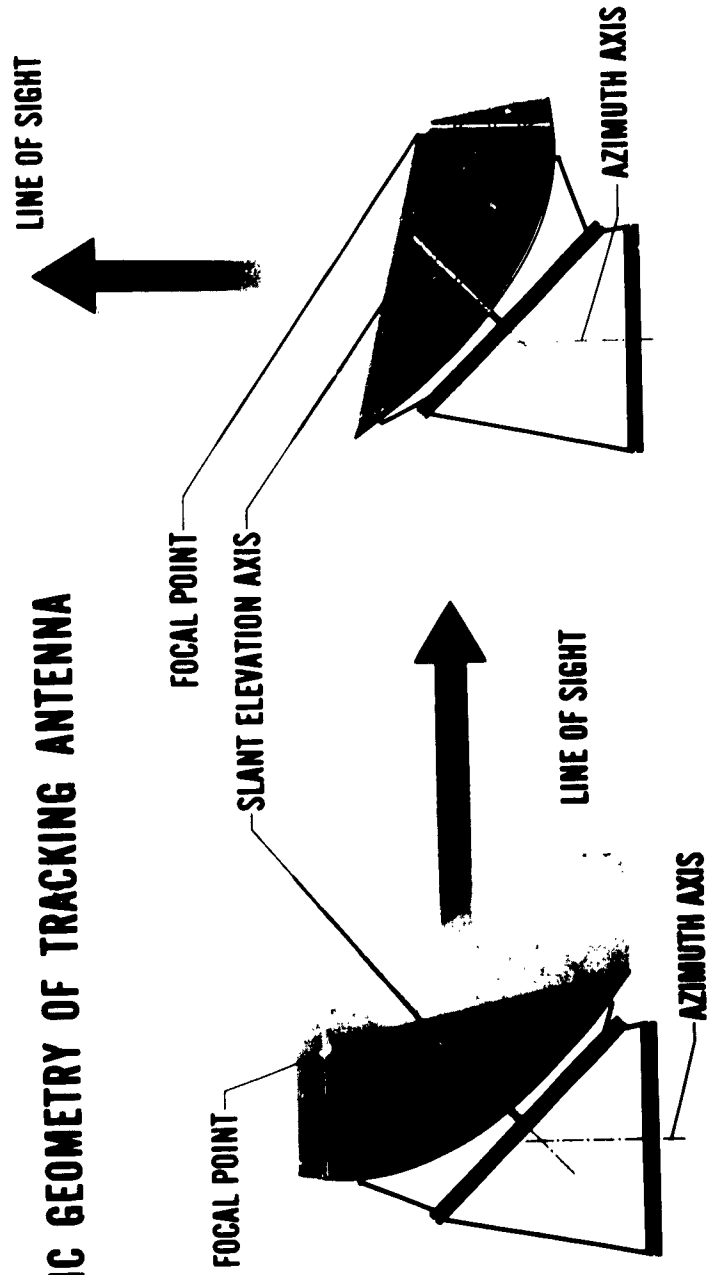 IC GEOMETRY OF TRACKING ANTENNA
FOCAL POINT
SLANT ELEVATION AXIS
LINE OF SIGHT
AZIMUTH AXIS
FOCAL POINT
LINE OF SIGHT
AZIMUTH AXIS